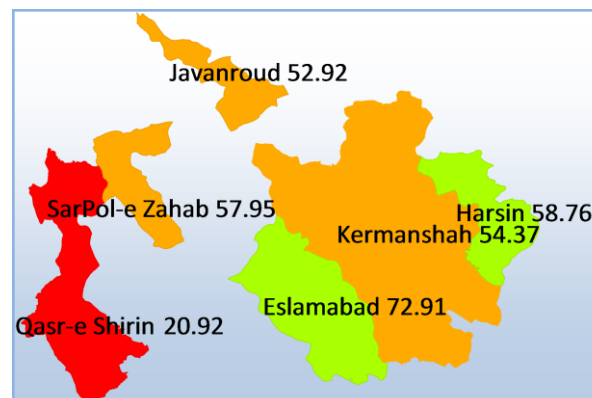 Javanroud 52.92
SarPol-e Zahab 57.95
Harsin 58.76
Kermanshah 54.37
Eslamabad 72.91
Qasr-e Shirin 20.92